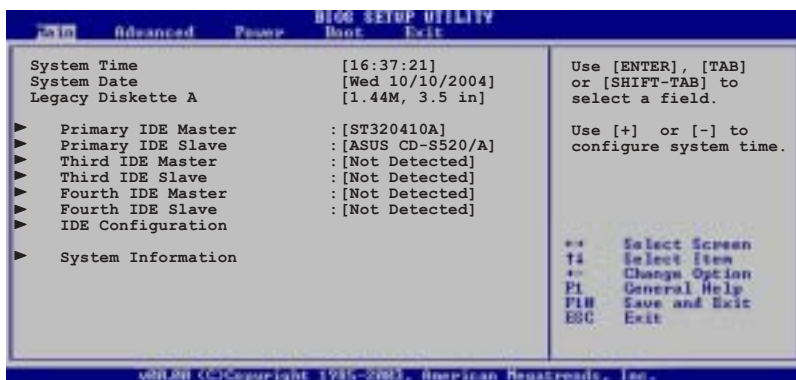 BIOS SETUP UTILITY
Main Advanced Power Boot Exit
System Time [16:37:21]
System Date [Wed 10/10/2004]
Legacy Diskette A [1.44M, 3.5 in]
Primary IDE Master :[ST320410A]
Primary IDE Slave :[ASUS CD-S520/A]
Third IDE Master :[Not Detected]
Third IDE Slave :[Not Detected]
Fourth IDE Master :[Not Detected]
Fourth IDE Slave :[Not Detected]
IDE Configuration
System Information
Use [ENTER], [TAB]
or [SHIFT-TAB] to
select a field.
Use [+] or [-] to
configure system time.
Select Screen
Select Item
+- Change Option
F1 General Help
F10 Save and Exit
ESC Exit
(C)Copyright 1985-2003, American Megatrends, Inc.